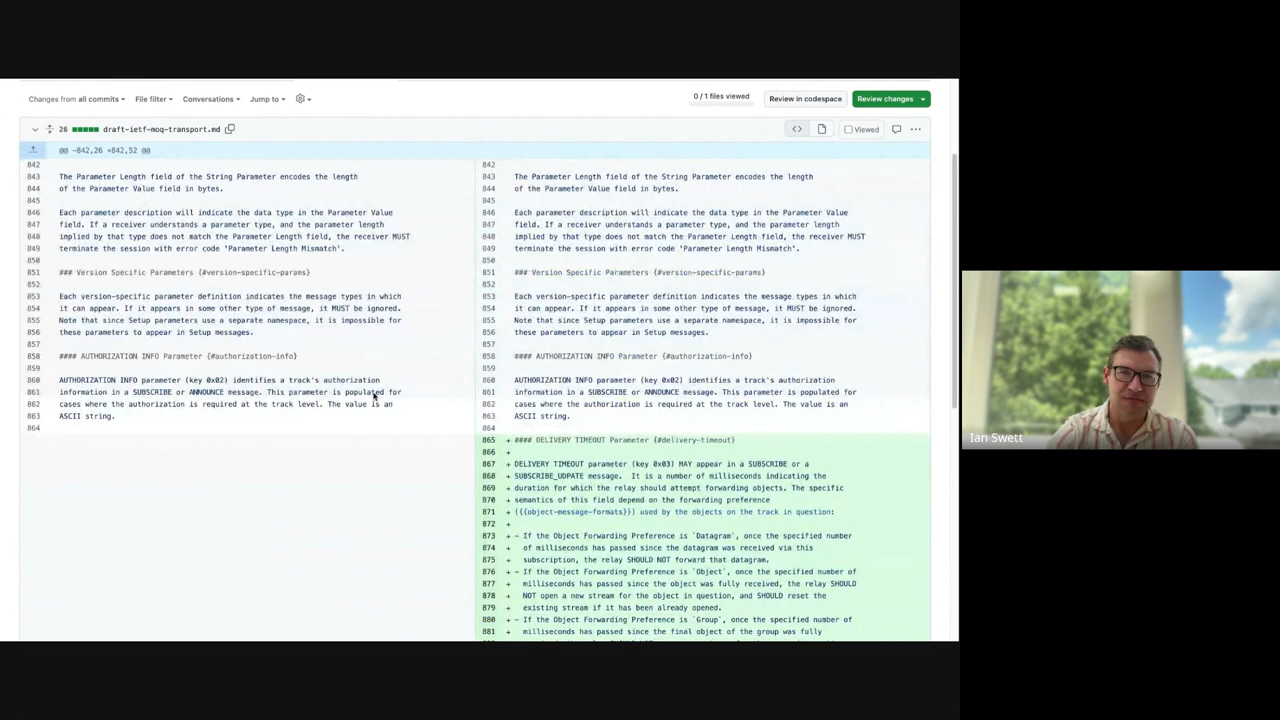 Changes from all commits File filter Conversations Jump to 0 / 1 files viewed Review in codespace Review changes
26 draft-ietf-moq-transport.md Viewed
@@ -842,26 +842,52 @@
842
843 The Parameter Length field of the String Parameter encodes the length
844 of the Parameter Value field in bytes.
845
846 Each parameter description will indicate the data type in the Parameter Value
847 field. If a receiver understands a parameter type, and the parameter length
848 implied by that type does not match the Parameter Length field, the receiver MUST
849 terminate the session with error code 'Parameter Length Mismatch'.
850
851 ### Version Specific Parameters {#version-specific-params}
852
853 Each version-specific parameter definition indicates the message types in which
854 it can appear. If it appears in some other type of message, it MUST be ignored.
855 Note that since Setup parameters use a separate namespace, it is impossible for
856 these parameters to appear in Setup messages.
857
858 #### AUTHORIZATION INFO Parameter {#authorization-info}
859
860 AUTHORIZATION INFO parameter (key 0x02) identifies a track's authorization
861 information in a SUBSCRIBE or ANNOUNCE message. This parameter is populated for
862 cases where the authorization is required at the track level. The value is an
863 ASCII string.
864
842
843 The Parameter Length field of the String Parameter encodes the length
844 of the Parameter Value field in bytes.
845
846 Each parameter description will indicate the data type in the Parameter Value
847 field. If a receiver understands a parameter type, and the parameter length
848 implied by that type does not match the Parameter Length field, the receiver MUST
849 terminate the session with error code 'Parameter Length Mismatch'.
850
851 ### Version Specific Parameters {#version-specific-params}
852
853 Each version-specific parameter definition indicates the message types in which
854 it can appear. If it appears in some other type of message, it MUST be ignored.
855 Note that since Setup parameters use a separate namespace, it is impossible for
856 these parameters to appear in Setup messages.
857
858 #### AUTHORIZATION INFO Parameter {#authorization-info}
859
860 AUTHORIZATION INFO parameter (key 0x02) identifies a track's authorization
861 information in a SUBSCRIBE or ANNOUNCE message. This parameter is populated for
862 cases where the authorization is required at the track level. The value is an
863 ASCII string.
864
865 + #### DELIVERY TIMEOUT Parameter {#delivery-timeout}
866 +
867 + DELIVERY TIMEOUT parameter (key 0x03) MAY appear in a SUBSCRIBE or a
868 + SUBSCRIBE_UDPATE message. It is a number of milliseconds indicating the
869 + duration for which the relay should attempt forwarding objects. The specific
870 + semantics of this field depend on the forwarding preference
871 + ({{object-message-formats}}) used by the objects on the track in question:
872 +
873 + - If the Object Forwarding Preference is `Datagram`, once the specified number
874 + of milliseconds has passed since the datagram was received via this
875 + subscription, the relay SHOULD NOT forward that datagram.
876 + - If the Object Forwarding Preference is `Object`, once the specified number of
877 + milliseconds has passed since the object was fully received, the relay SHOULD
878 + NOT open a new stream for the object in question, and SHOULD reset the
879 + existing stream if it has been already opened.
880 + - If the Object Forwarding Preference is `Group`, once the specified number of
881 + milliseconds has passed since the final object of the group was fully
Ian Swett